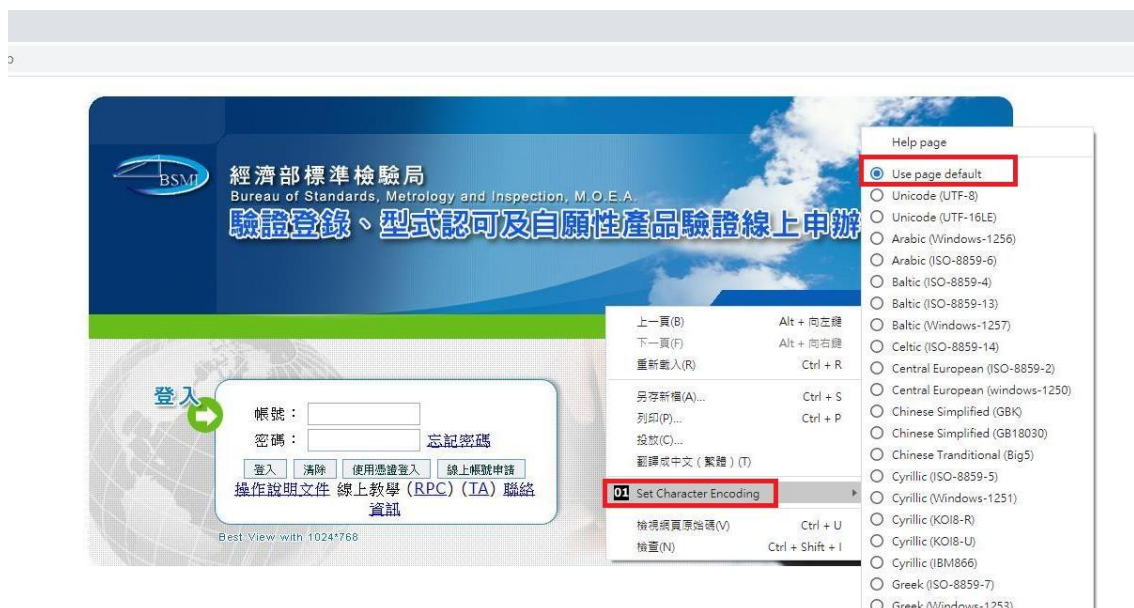 BSMI
經濟部標準檢驗局
Bureau of Standards, Metrology and Inspection, M.O.E.A.
驗證登錄、型式認可及自願性產品驗證線上申辦
登入
帳號：
密碼：
忘記密碼
登入 清除 使用憑證登入 線上帳號申請
操作說明文件 線上教學 (RPC) (TA) 聯絡
資訊
Best View with 1024*768
上一頁(B) Alt + 向左鍵
下一頁(F) Alt + 向右鍵
重新載入(R) Ctrl + R
另存新檔(A)... Ctrl + S
列印(P)... Ctrl + P
投放(C)...
翻譯成中文（繁體）(T)
01 Set Character Encoding
檢視網頁原始碼(V) Ctrl + U
檢查(N) Ctrl + Shift + I
Help page
Use page default
Unicode (UTF-8)
Unicode (UTF-16LE)
Arabic (Windows-1256)
Arabic (ISO-8859-6)
Baltic (ISO-8859-4)
Baltic (ISO-8859-13)
Baltic (Windows-1257)
Celtic (ISO-8859-14)
Central European (ISO-8859-2)
Central European (windows-1250)
Chinese Simplified (GBK)
Chinese Simplified (GB18030)
Chinese Tranditional (Big5)
Cyrillic (ISO-8859-5)
Cyrillic (Windows-1251)
Cyrillic (KOI8-R)
Cyrillic (KOI8-U)
Cyrillic (IBM866)
Greek (ISO-8859-7)
Greek (Windows-1253)